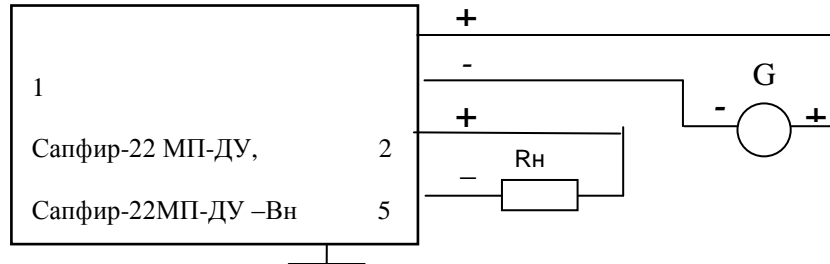 +
-
G
1
- +
+
Сапфир-22 МП-ДУ, 2
Rн
–
Сапфир-22МП-ДУ –Вн 5